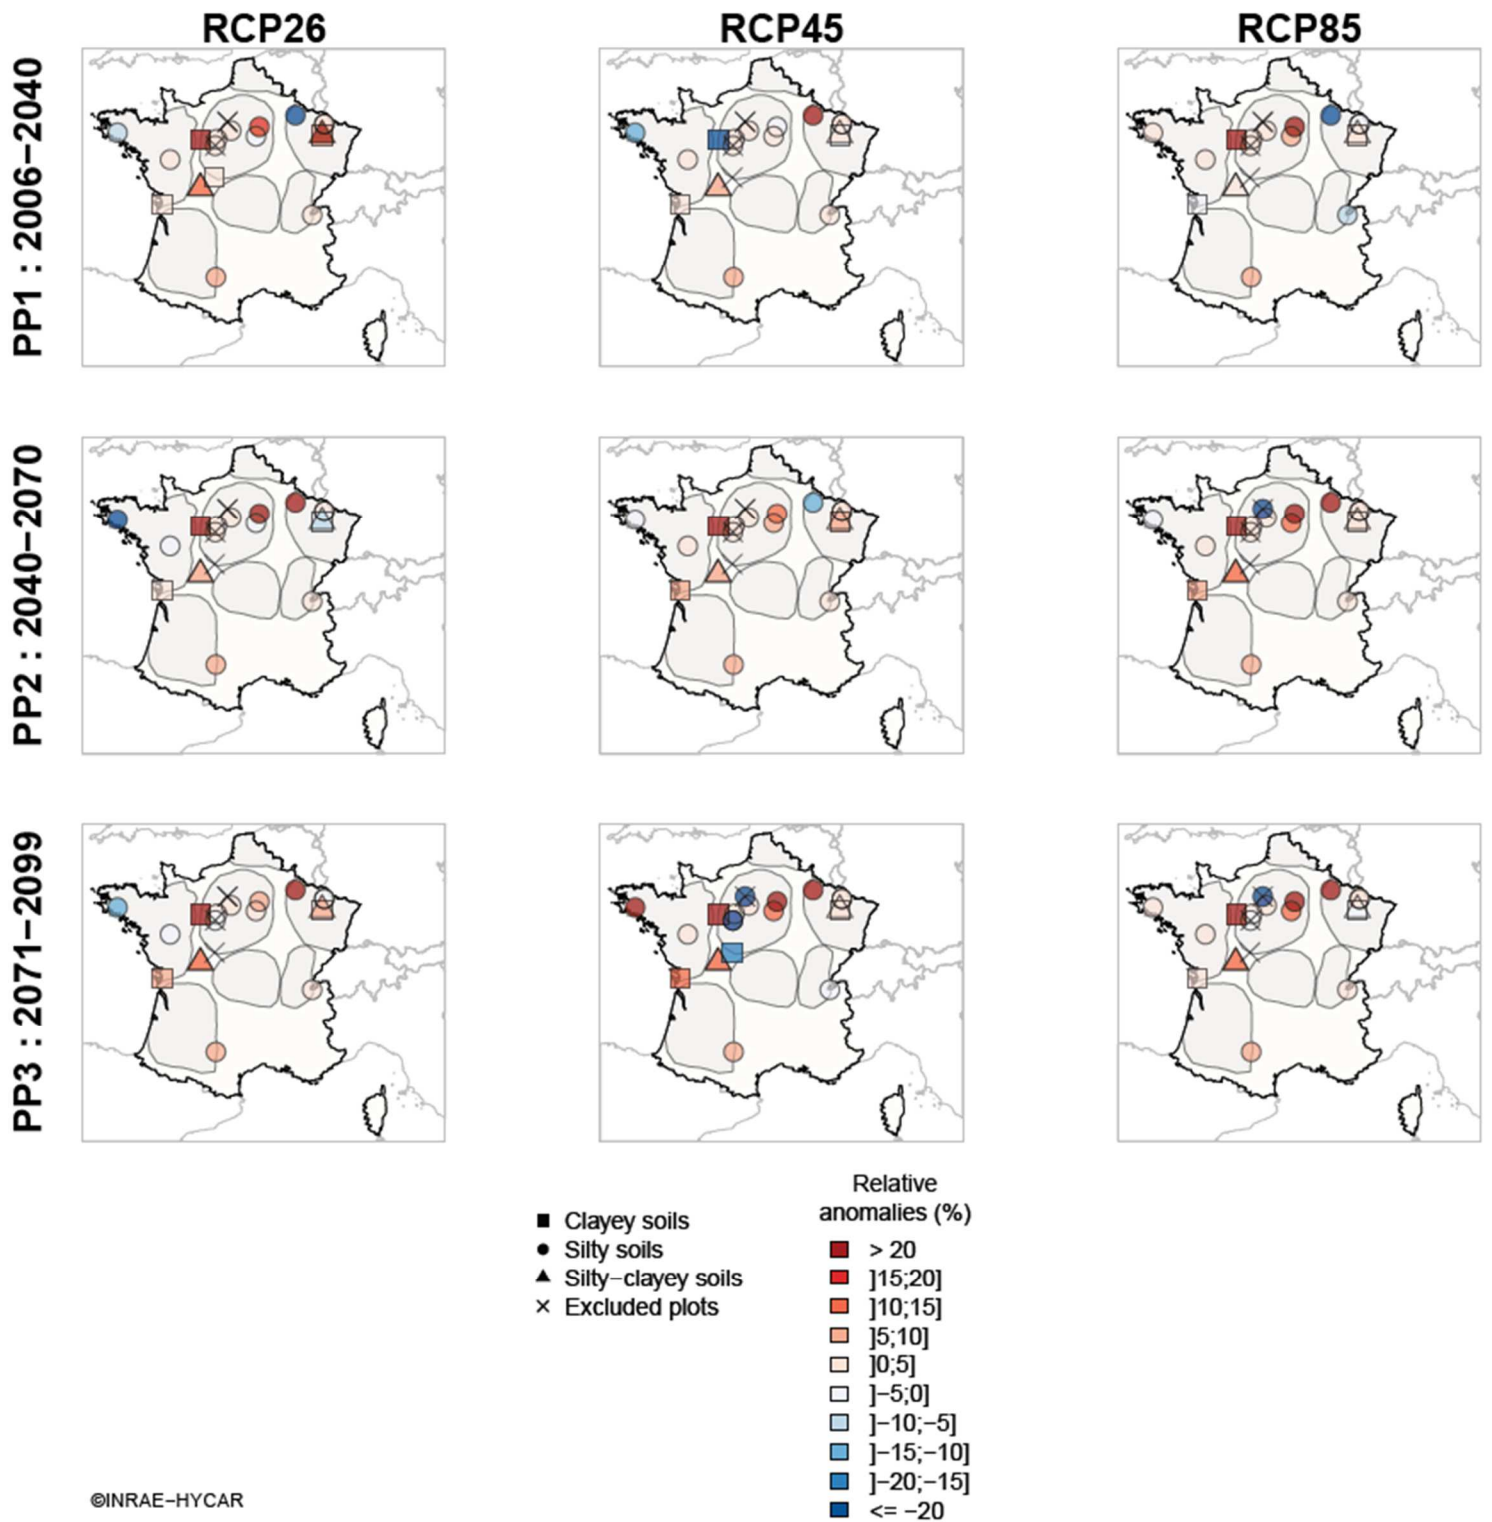 RCP26
RCP45
RCP85
PP1 : 2006−2040
PP2 : 2040−2070
PP3 : 2071−2099
Clayey soils
Silty soils
Silty−clayey soils
Excluded plots
Relative
anomalies (%)
> 20
]15;20]
]10;15]
]5;10]
]0;5]
]−5;0]
]−10;−5]
]−15;−10]
]−20;−15]
<= −20
©INRAE−HYCAR